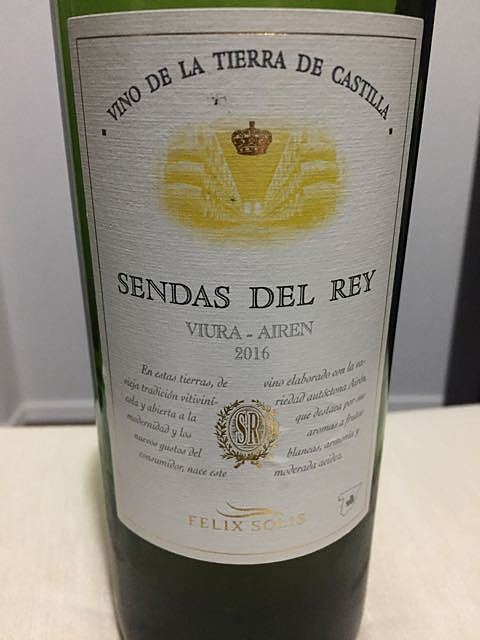 VINO DE LA TIERRA DE CASTILLA
SENDAS DEL REY
VIURA - AIREN
2016
En estas tierras, de
vieja tradición vitiviní-
cola y abierta a la
modernidad y los
nuevos gustos del
consumidor, nace este
vino elaborado con la va-
riedad autóctona Airén,
que destaca por sus
aromas a frutas
blancas, armonía y
moderada acidez.
SR
FELIX SOLIS